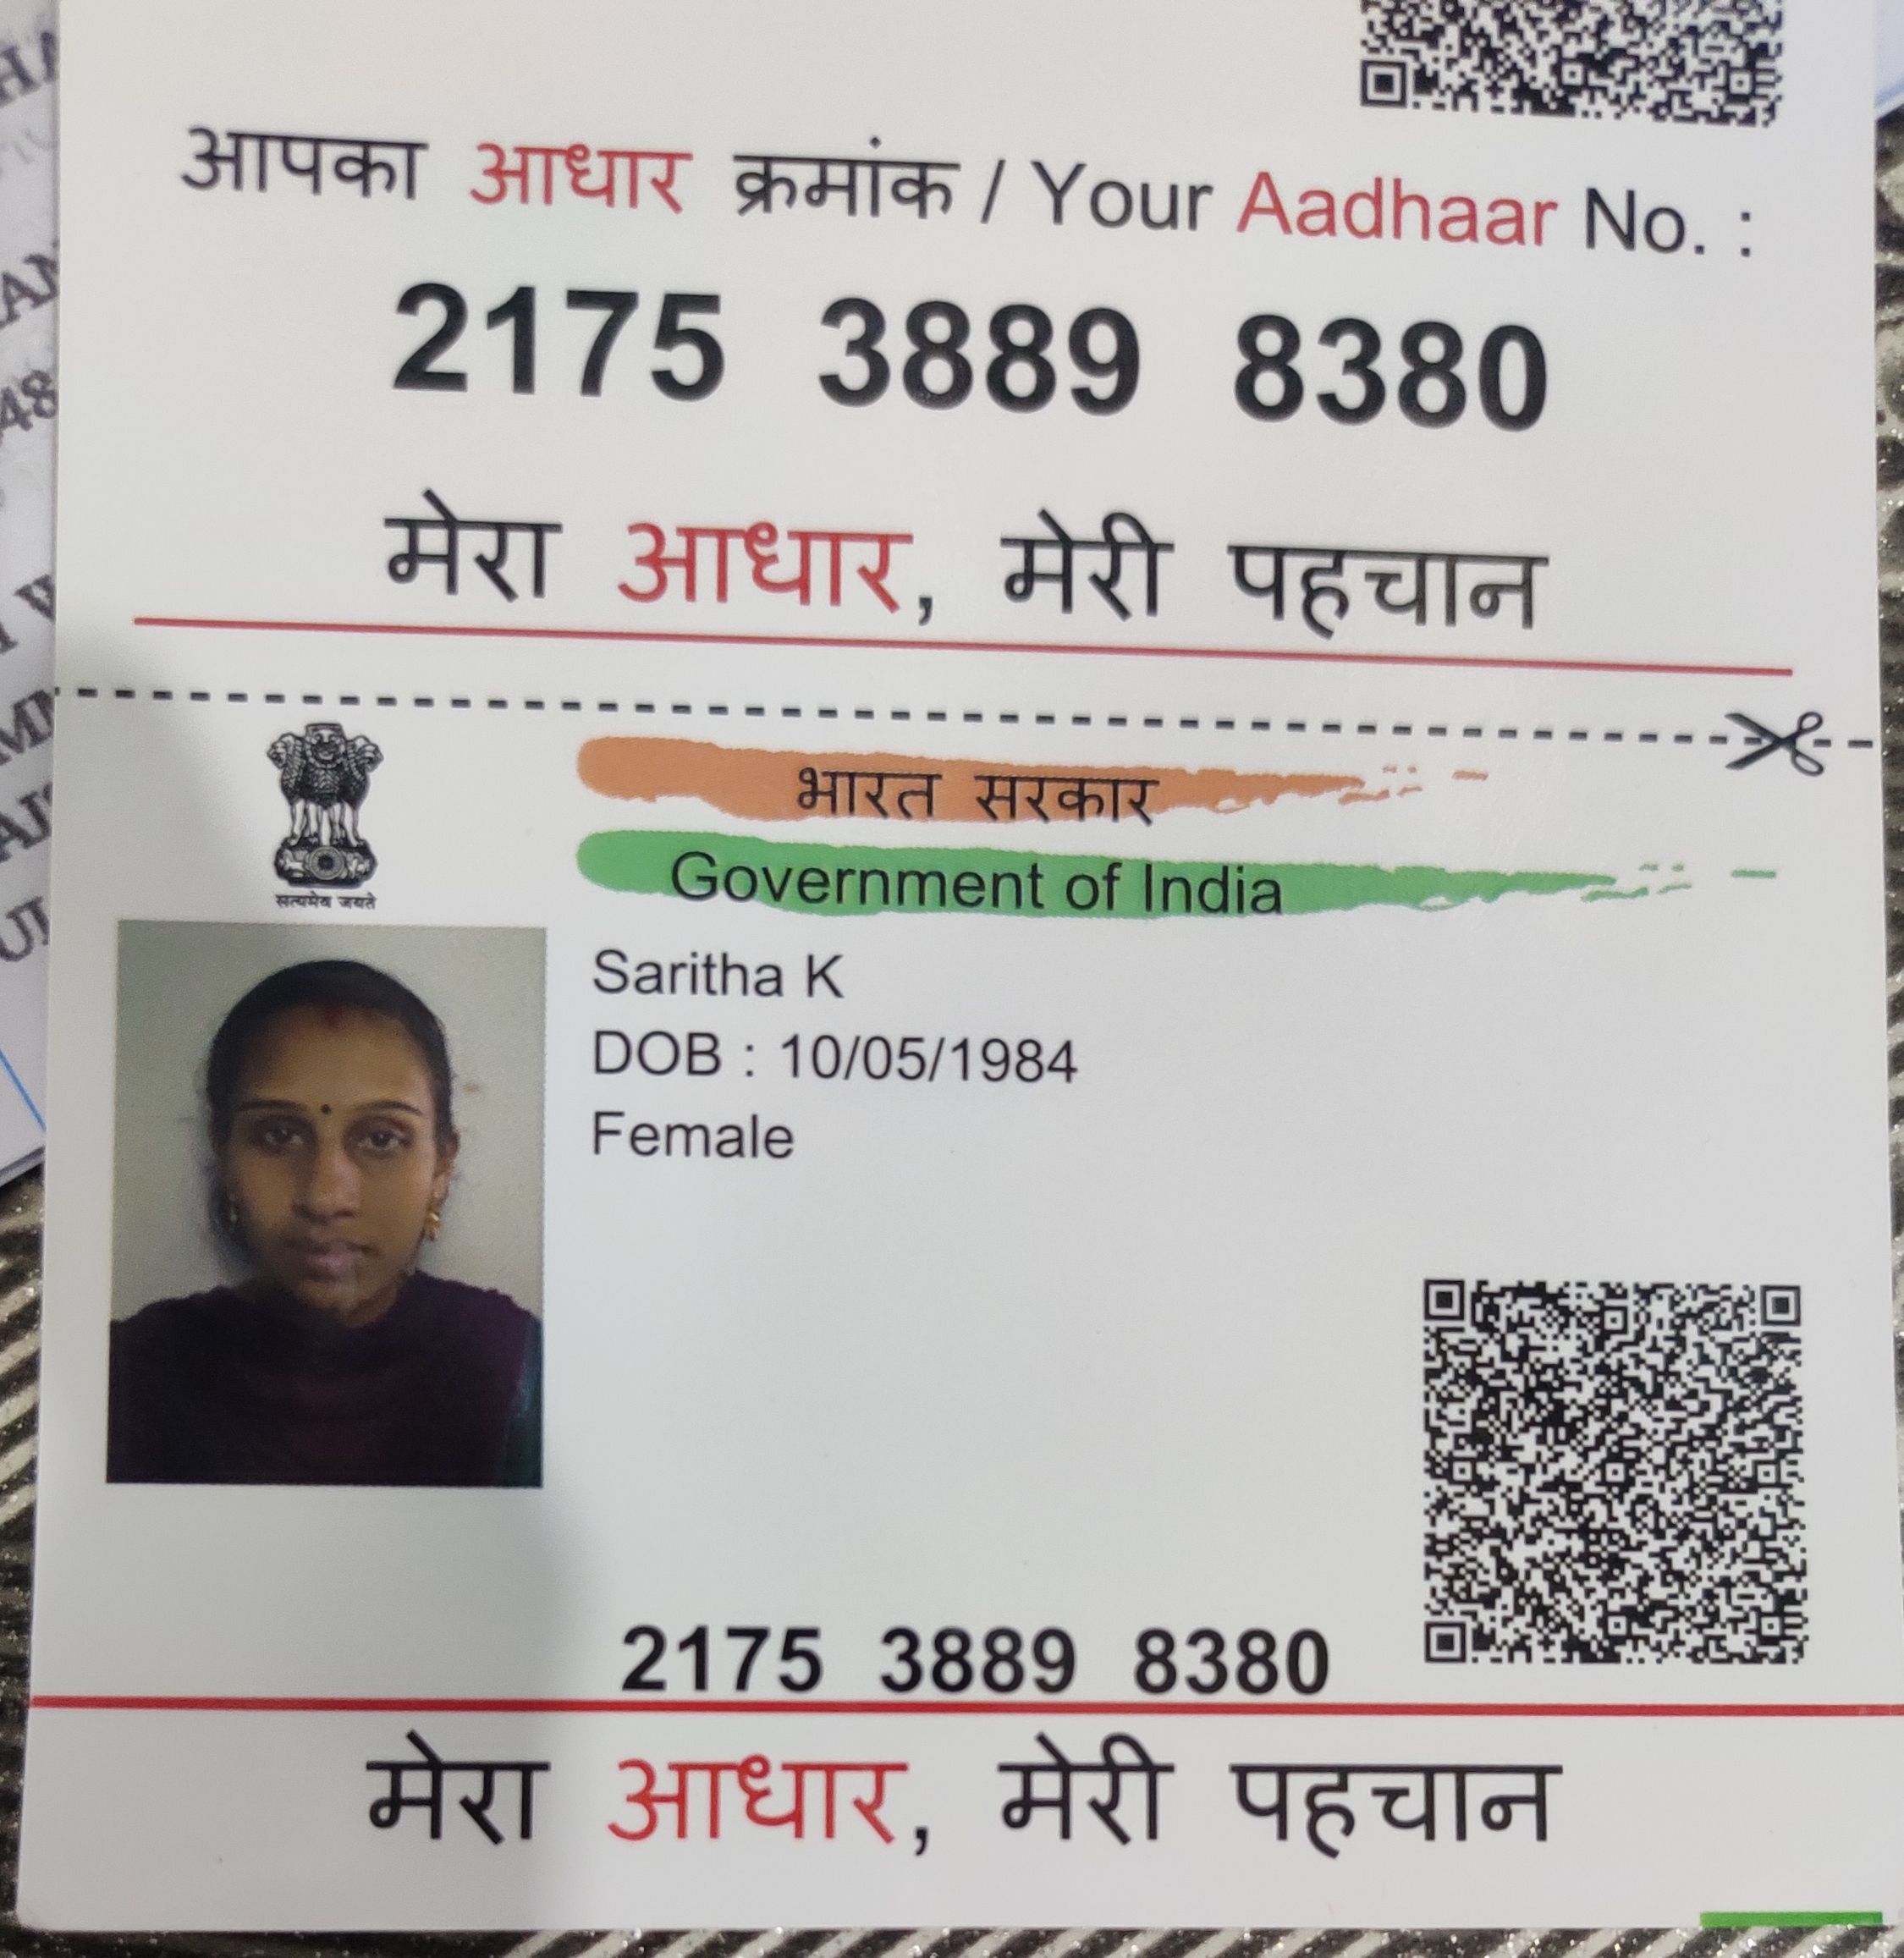 आपका आधार क्रमांक / Your Aadhaar No. :
2175 3889 8380
मेरा आधार, मेरी पहचान
भारत सरकार
Government of India
सत्यमेव जयते
Saritha K
DOB : 10/05/1984
Female
2175 3889 8380
मेरा आधार, मेरी पहचान